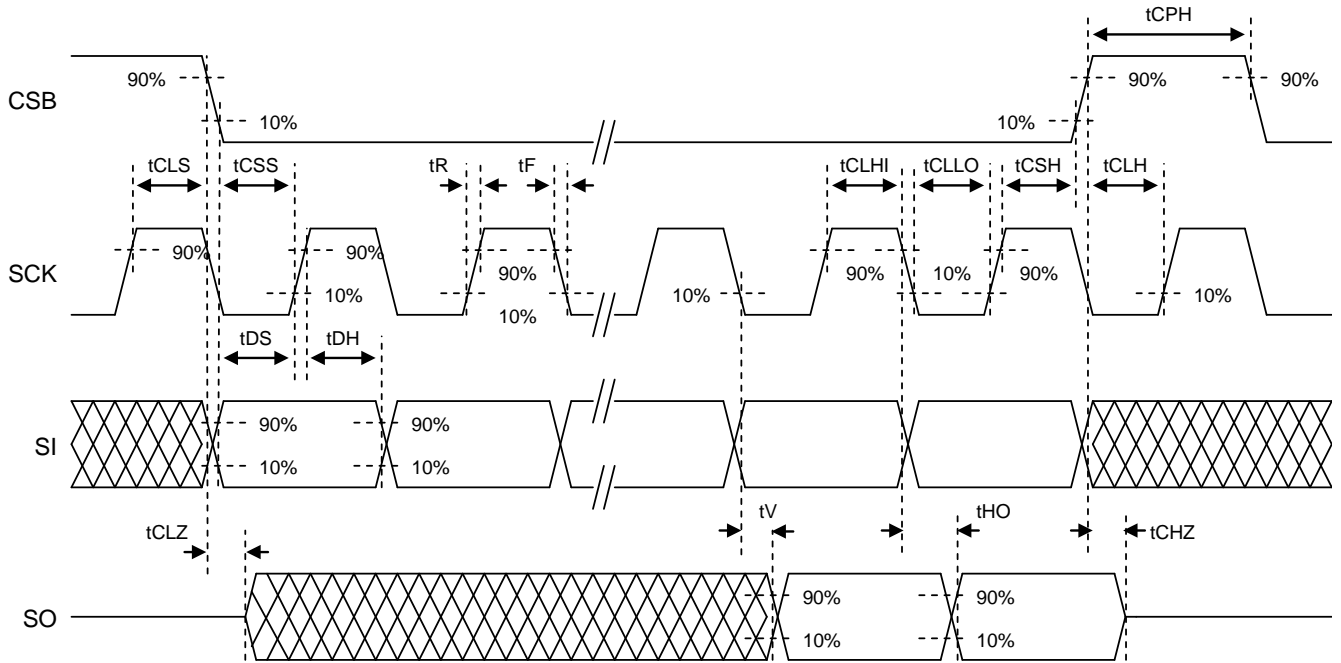 tCPH
90% 90% 90%
CSB
10% 10%
tCLS tCSS tR tF tCLHI tCLLO tCSH tCLH
90% 90% 90% 90% 90%
SCK
10% 10% 10% 10% 10%
tDS tDH
90% 90%
SI
10% 10%
tCLZ tV tHO tCHZ
90% 90%
SO
10% 10%